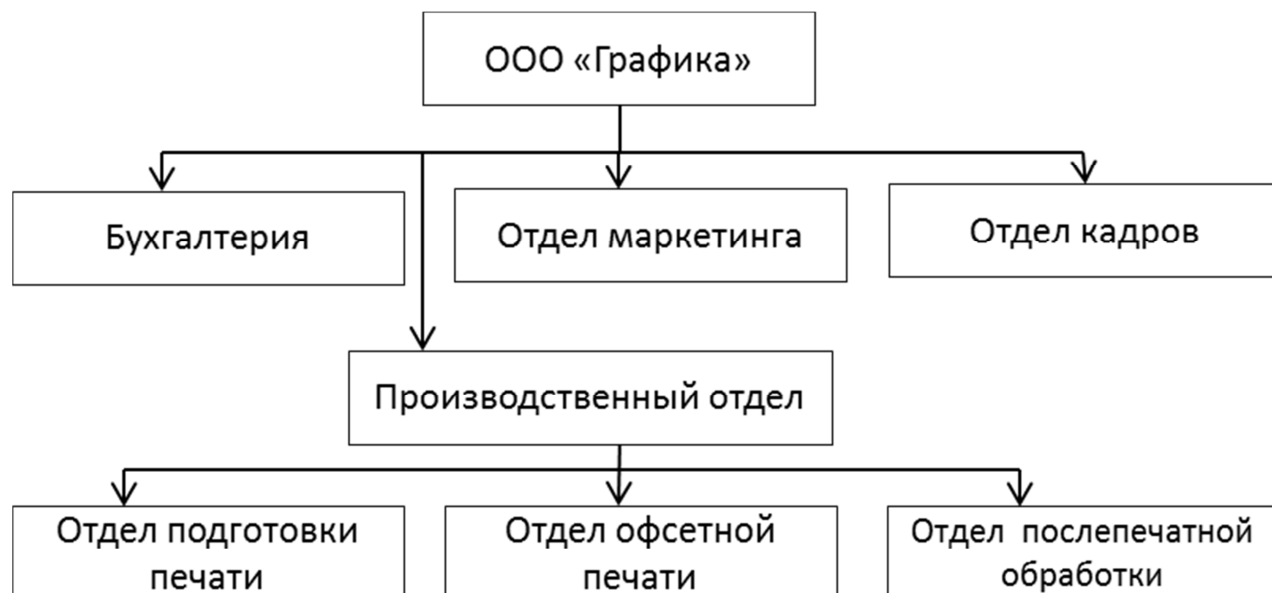 ООО «Графика»
Бухгалтерия
Отдел маркетинга
Отдел кадров
Производственный отдел
Отдел подготовки
печати
Отдел офсетной
печати
Отдел послепечатной
обработки